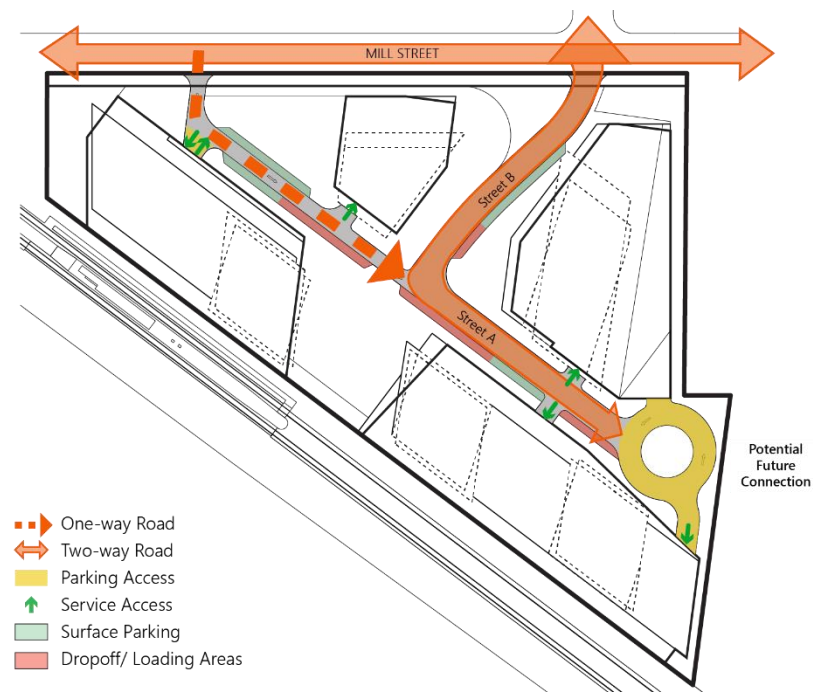 MILL STREET
Street B
Street A
Potential
Future
Connection
One-way Road
Two-way Road
Parking Access
Service Access
Surface Parking
Dropoff/ Loading Areas